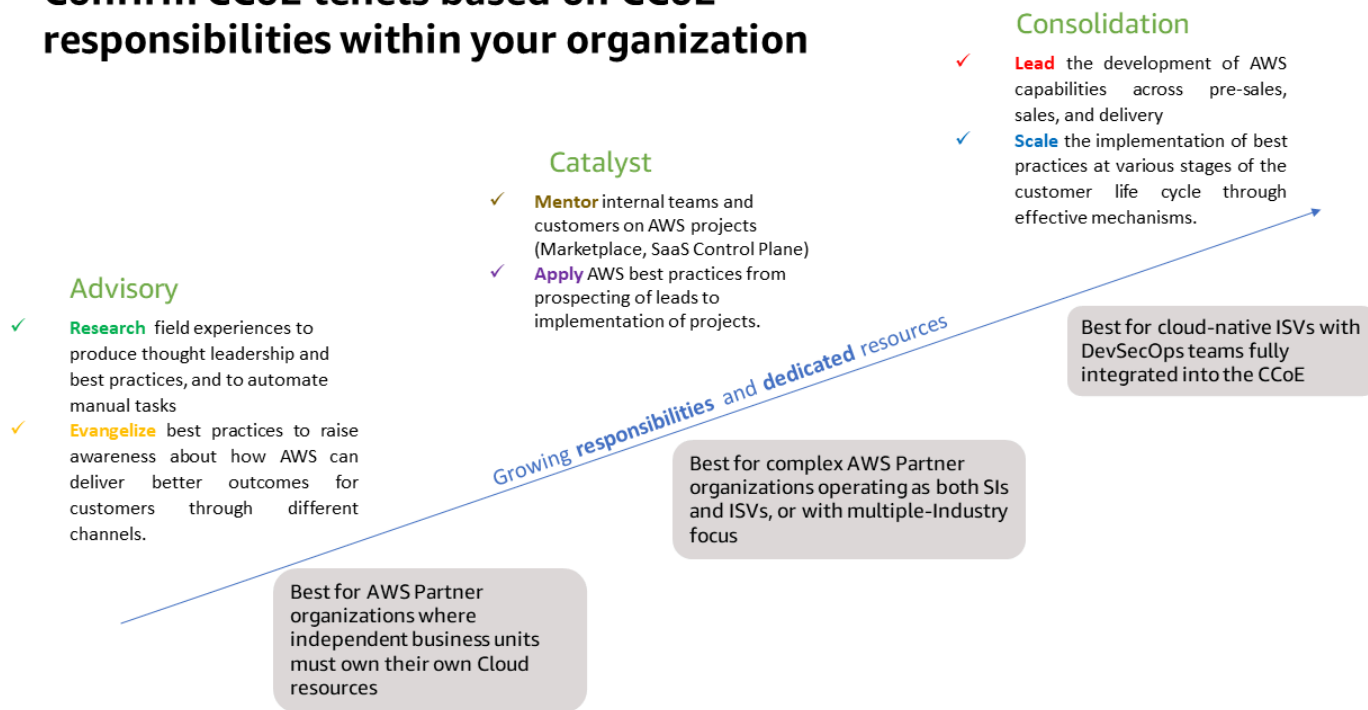 Confirm CCoE tenets based on CCoE
responsibilities within your organization
Consolidation
✓ Lead the development of AWS
capabilities across pre-sales,
sales, and delivery
✓ Scale the implementation of best
practices at various stages of the
customer life cycle through
effective mechanisms.
Catalyst
✓ Mentor internal teams and
customers on AWS projects
(Marketplace, SaaS Control Plane)
✓ Apply AWS best practices from
prospecting of leads to
implementation of projects.
Advisory
✓ Research field experiences to
produce thought leadership and
best practices, and to automate
manual tasks
✓ Evangelize best practices to raise
awareness about how AWS can
deliver better outcomes for
customers through different
channels.
Growing responsibilities and dedicated resources
Best for cloud-native ISVs with
DevSecOps teams fully
integrated into the CCoE
Best for complex AWS Partner
organizations operating as both SIs
and ISVs, or with multiple-Industry
focus
Best for AWS Partner
organizations where
independent business units
must own their own Cloud
resources